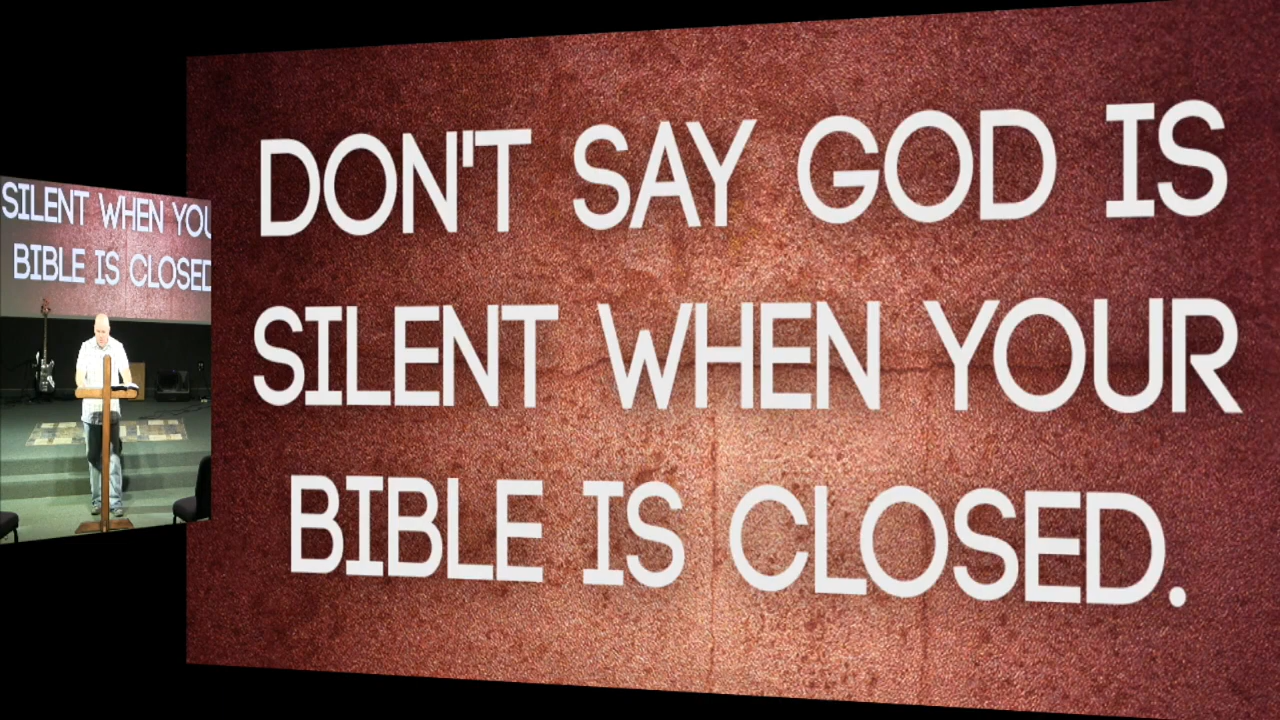 DON'T SAY GOD IS
SILENT WHEN YOUR
BIBLE IS CLOSED.
SILENT WHEN YOU
BIBLE IS CLOSED